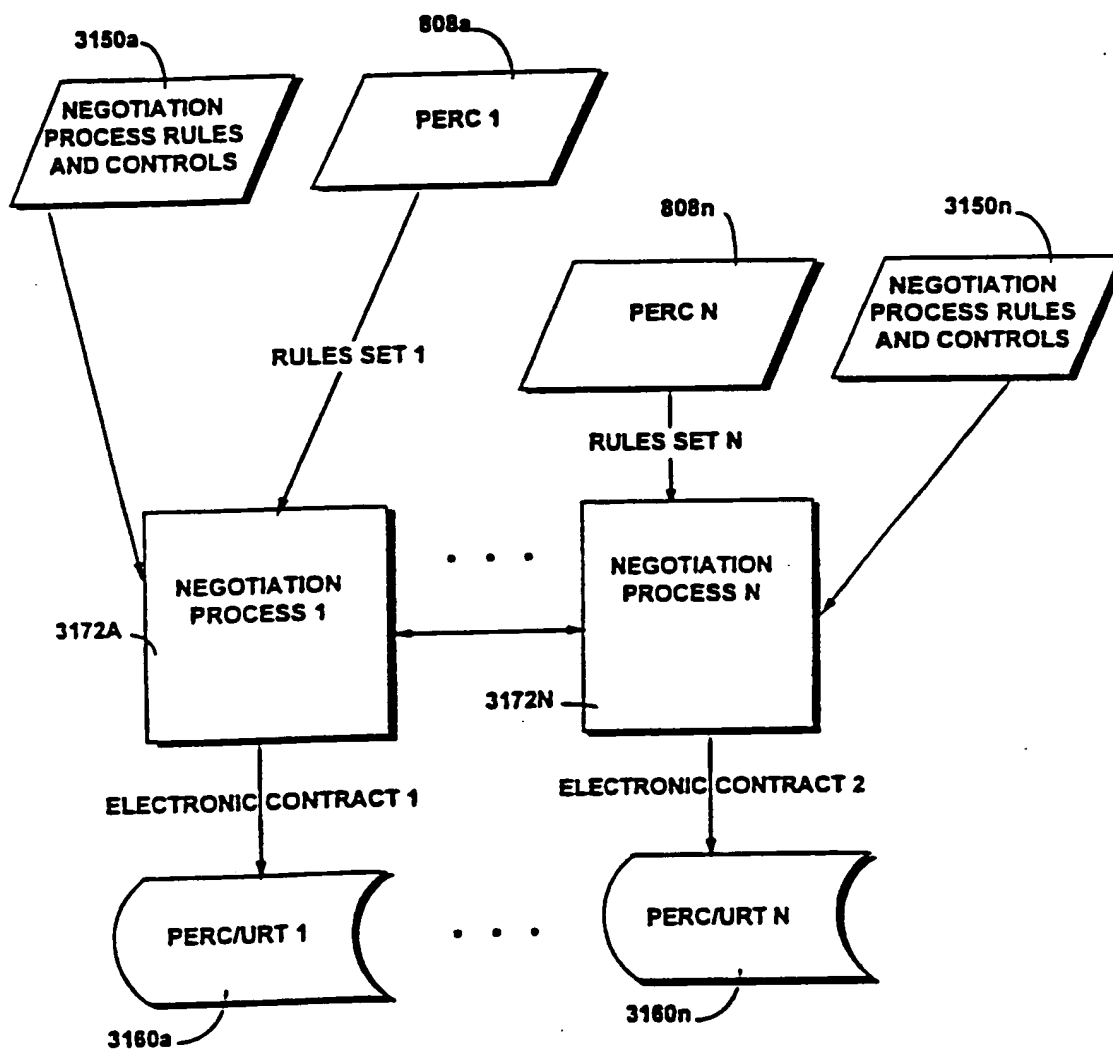 3150a
808a
NEGOTIATION
PROCESS RULES
AND CONTROLS
PERC 1
808n
3150n
PERC N
NEGOTIATION
PROCESS RULES
AND CONTROLS
RULES SET 1
RULES SET N
NEGOTIATION
PROCESS 1
NEGOTIATION
PROCESS N
3172A
3172N
ELECTRONIC CONTRACT 1
ELECTRONIC CONTRACT 2
PERC/URT 1
PERC/URT N
3160a
3160n